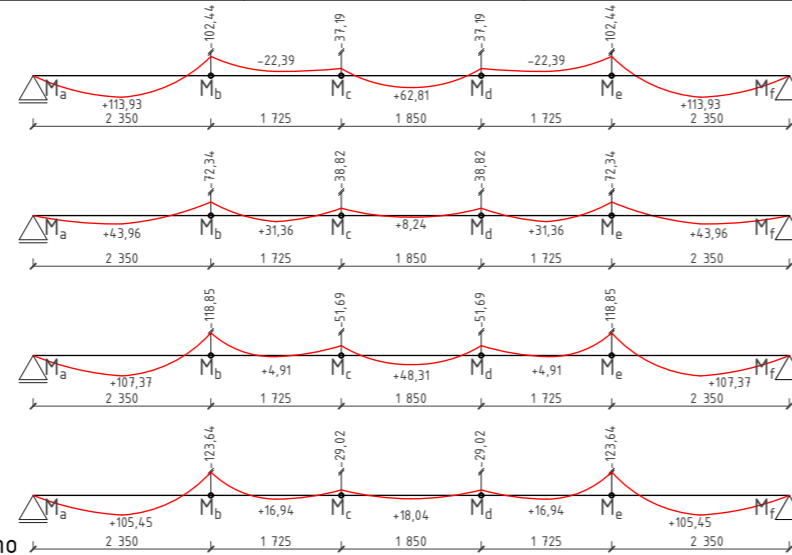 -102,44 -37,19 -37,19 -102,44
-22,39 -22,39
Ma Mb Mc Md Me Mf
+113,93 +62,81 +113,93
2 350 1 725 1 850 1 725 2 350
-72,34 -38,82 -38,82 -72,34
Ma Mb Mc Md Me Mf
+43,96 +31,36 +8,24 +31,36 +43,96
2 350 1 725 1 850 1 725 2 350
-118,85 -51,69 -51,69 -118,85
Ma Mb Mc Md Me Mf
+107,37 +4,91 +48,31 +4,91 +107,37
2 350 1 725 1 850 1 725 2 350
-123,64 -29,02 -29,02 -123,64
Ma Mb Mc Md Me Mf
+105,45 +16,94 +18,04 +16,94 +105,45
2 350 1 725 1 850 1 725 2 350